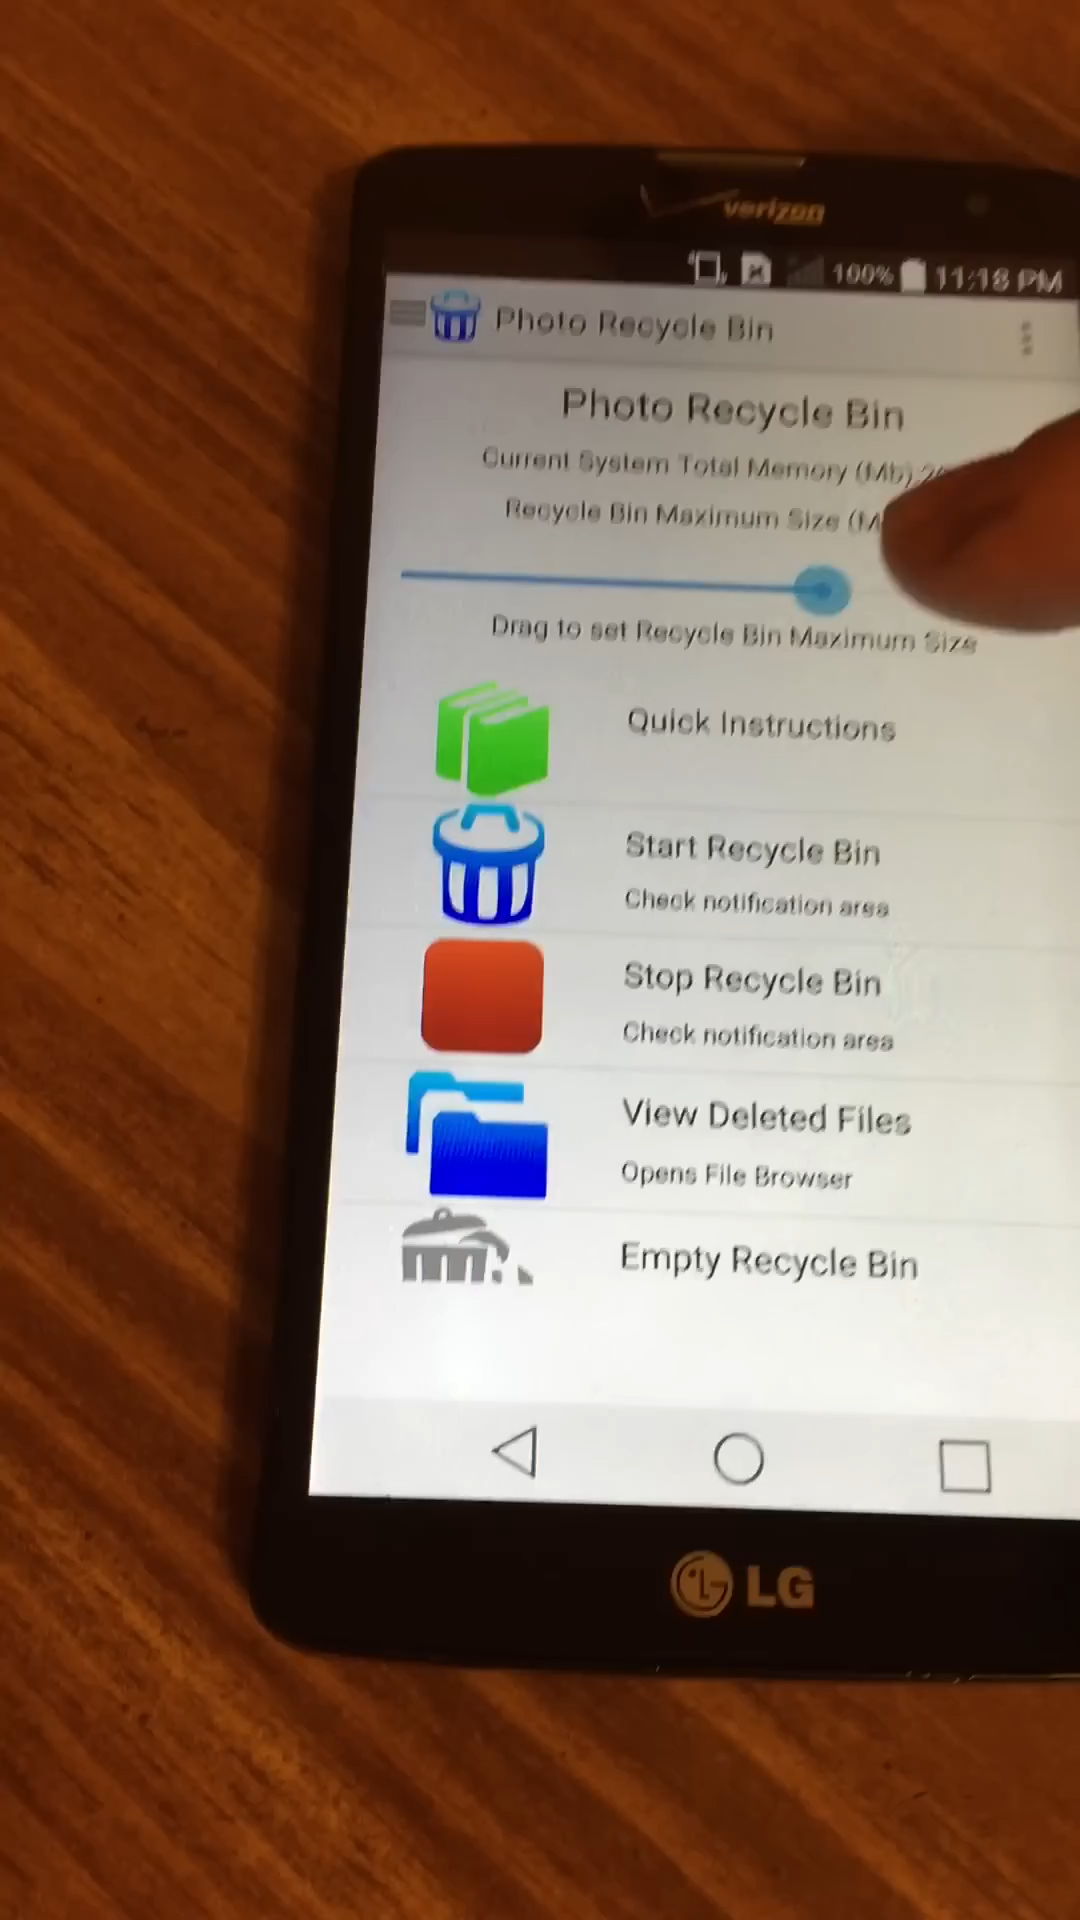 verizon
100% 11:18 PM
Photo Recycle Bin
Photo Recycle Bin
Current System Total Memory (Mb)
Recycle Bin Maximum Size
Drag to set Recycle Bin Maximum Size
Quick Instructions
Start Recycle Bin
Check notification area
Stop Recycle Bin
Check notification area
View Deleted Files
Opens File Browser
Empty Recycle Bin
LG